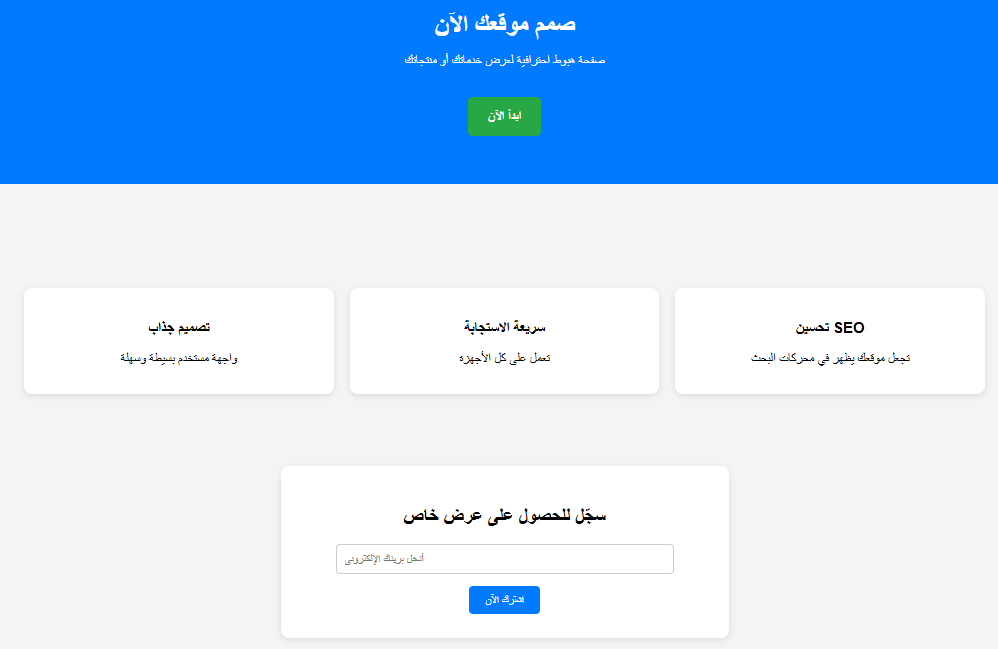 صمم موقعك الآن
صفحة هبوط احترافية لعرض خدماتك أو منتجاتك
ابدأ الآن
تصميم جذاب
واجهة مستخدم بسيطة وسهلة
سريعة الاستجابة
تعمل على كل الأجهزة
تحسين SEO
تجعل موقعك يظهر في محركات البحث
سجّل للحصول على عرض خاص
أدخل بريدك الإلكتروني
اشترك الآن